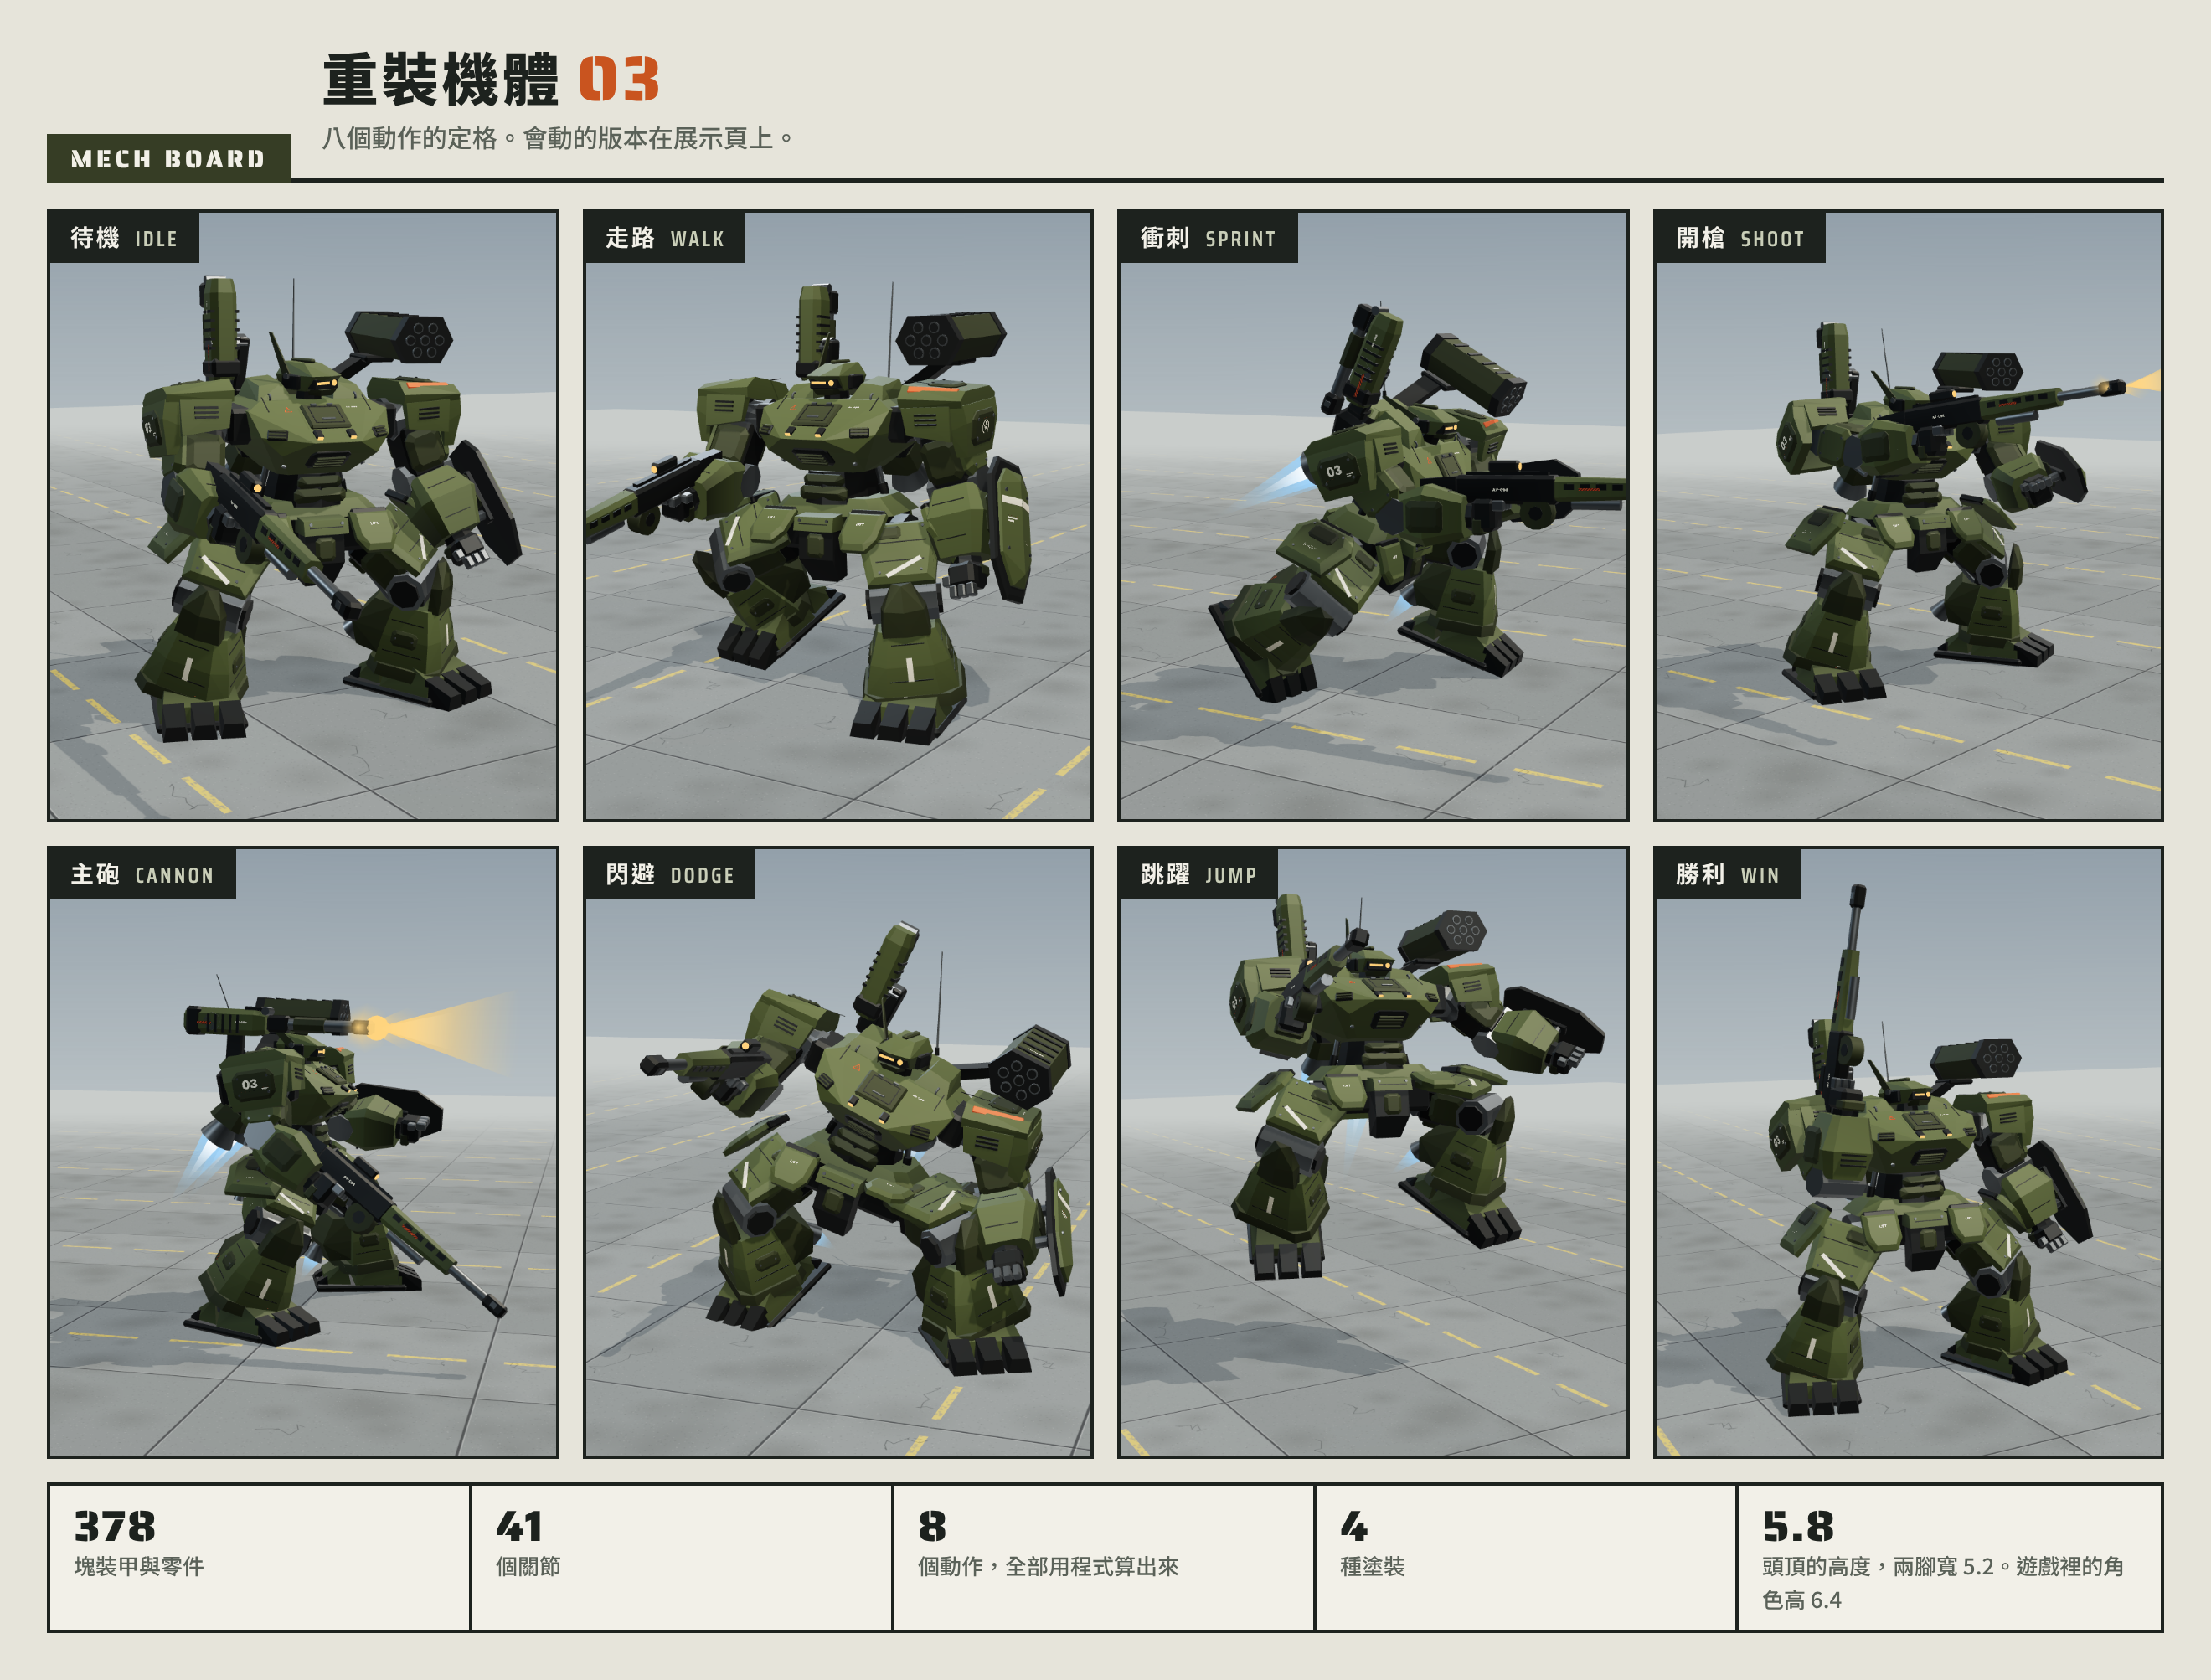 重裝機體 03
八個動作的定格。會動的版本在展示頁上。
MECH BOARD
待機 IDLE
走路 WALK
衝刺 SPRINT
開槍 SHOOT
03
03
主砲 CANNON
閃避 DODGE
跳躍 JUMP
勝利 WIN
03
378
塊裝甲與零件
41
個關節
8
個動作，全部用程式算出來
4
種塗裝
5.8
頭頂的高度，兩腳寬 5.2。遊戲裡的角
色高 6.4